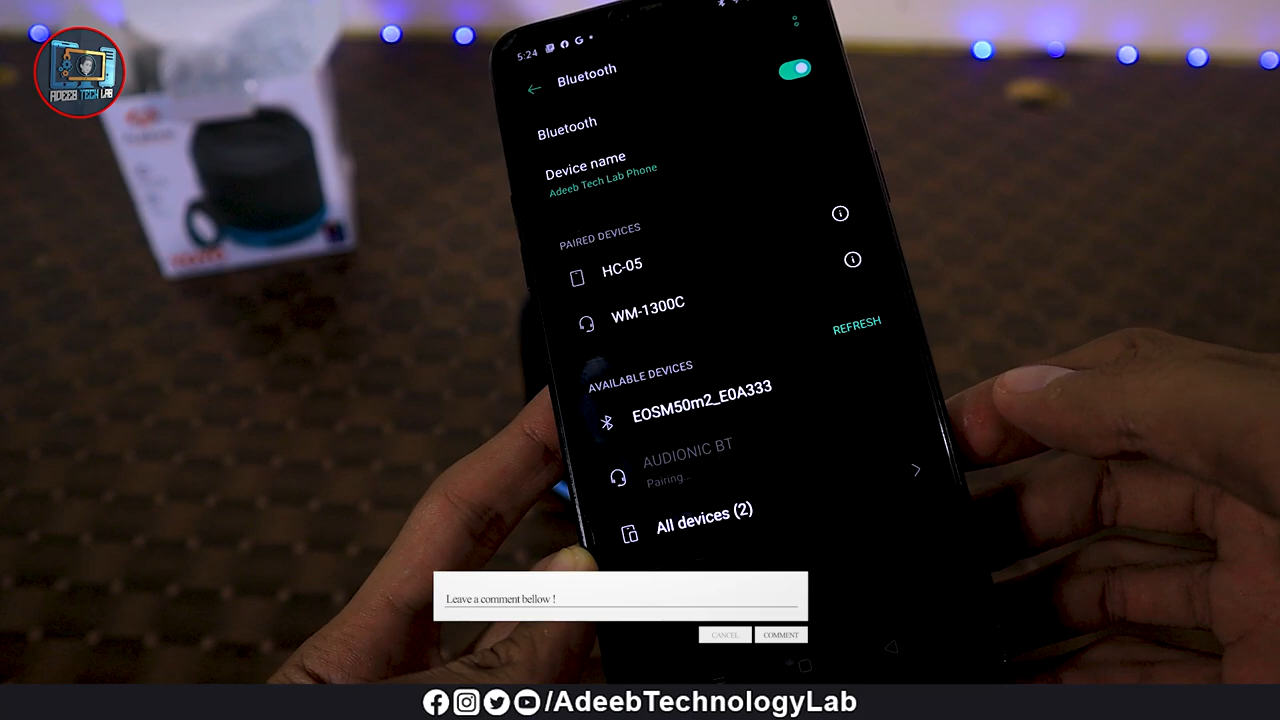 ADEEB TECH LAB
5:24
Bluetooth
Bluetooth
Device name
Adeeb Tech Lab Phone
PAIRED DEVICES
HC-05
WM-1300C
REFRESH
AVAILABLE DEVICES
EOSM50m2_E0A333
AUDIONIC BT
Pairing...
All devices (2)
Leave a comment bellow !
CANCEL
COMMENT
/AdeebTechnologyLab